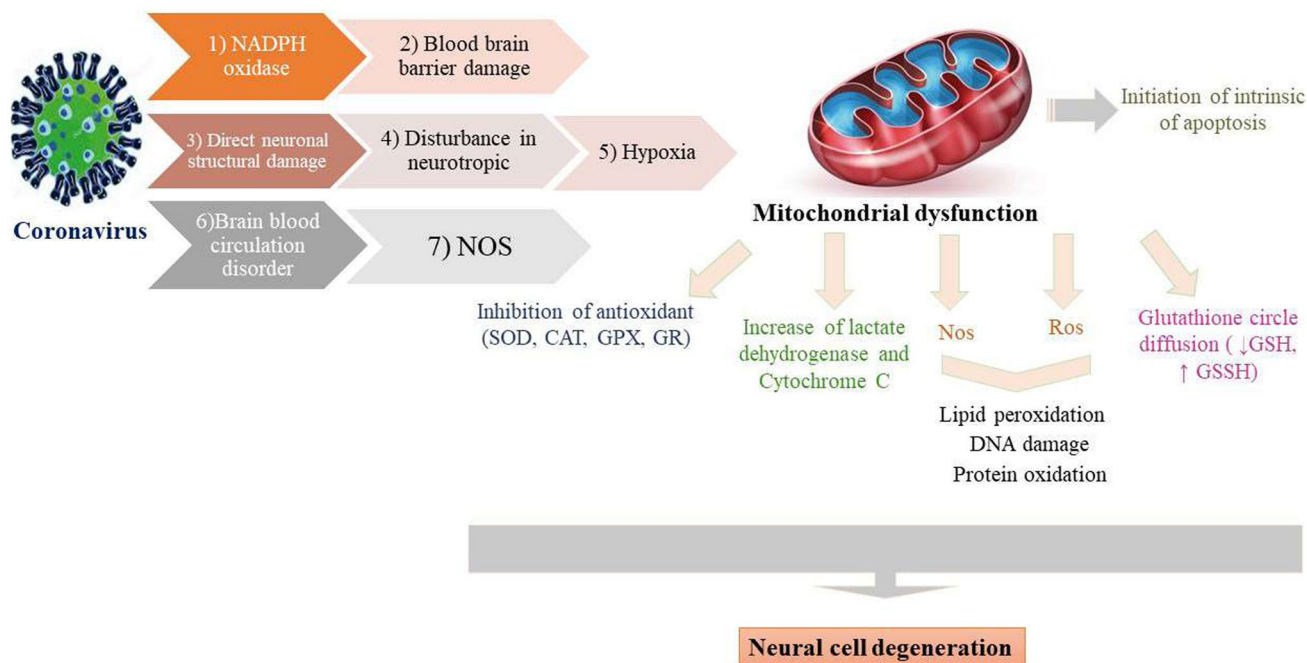 1) NADPH
oxidase
2) Blood brain
barrier damage
3) Direct neuronal
structural damage
4) Disturbance in
neurotropic
5) Hypoxia
6)Brain blood
circulation
disorder
7) NOS
Coronavirus
Mitochondrial dysfunction
Initiation of intrinsic
of apoptosis
Inhibition of antioxidant
(SOD, CAT, GPX, GR)
Increase of lactate
dehydrogenase and
Cytochrome C
Nos
Ros
Glutathione circle
diffusion ( ↓GSH,
↑ GSSH)
Lipid peroxidation
DNA damage
Protein oxidation
Neural cell degeneration